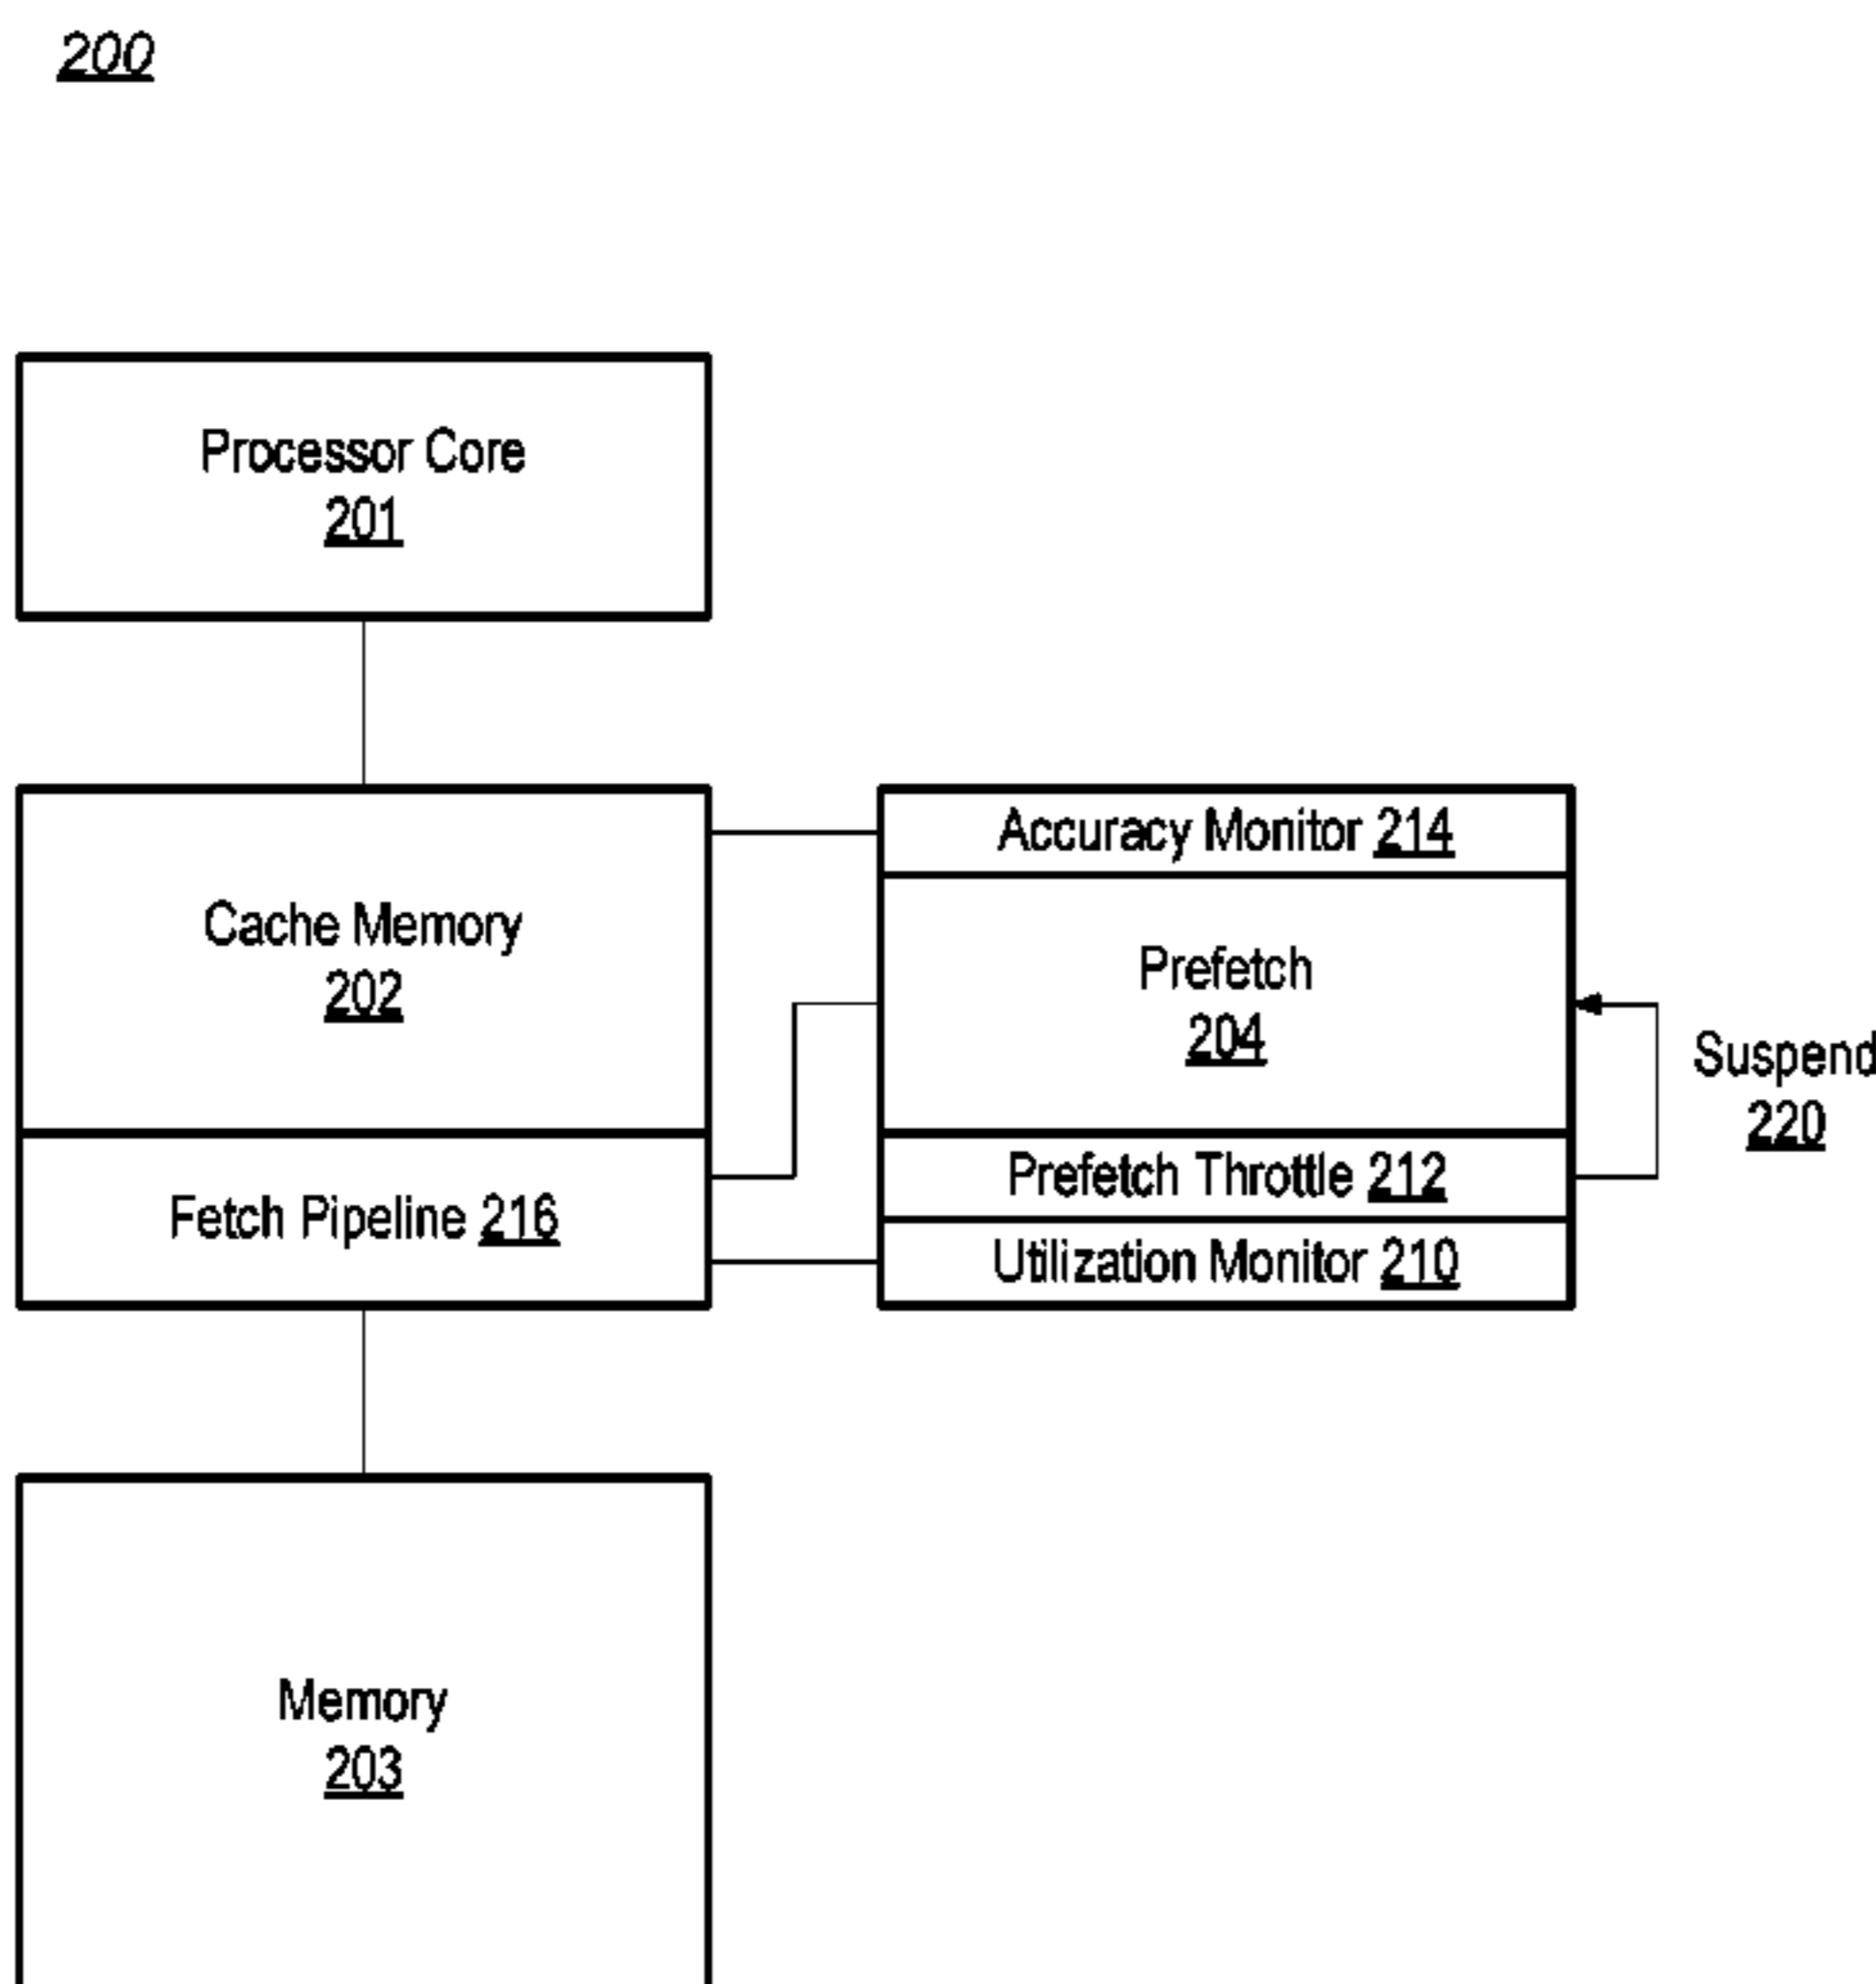 200
Processor Core
201
Cache Memory
202
Fetch Pipeline 216
Accuracy Monitor 214
Prefetch
204
Prefetch Throttle 212
Utilization Monitor 210
Suspend
220
Memory
203